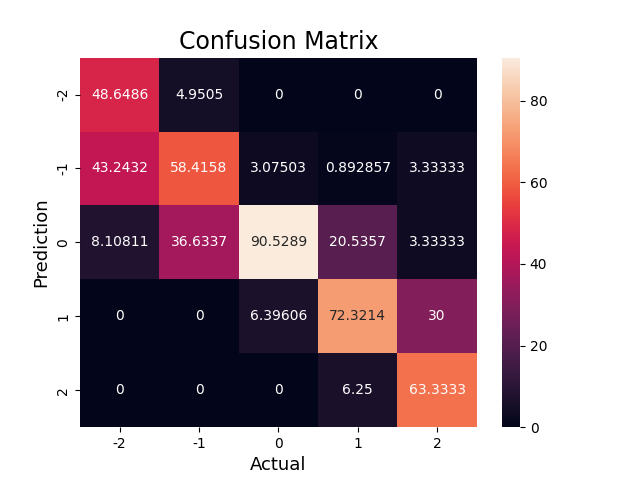 Confusion Matrix
-2 48.6486 4.9505 0 0 0
80
-1 43.2432 58.4158 3.07503 0.892857 3.33333
60
Prediction
0 8.10811 36.6337 90.5289 20.5357 3.33333
40
1 0 0 6.39606 72.3214 30
20
2 0 0 0 6.25 63.3333
0
-2 -1 0 1 2
Actual